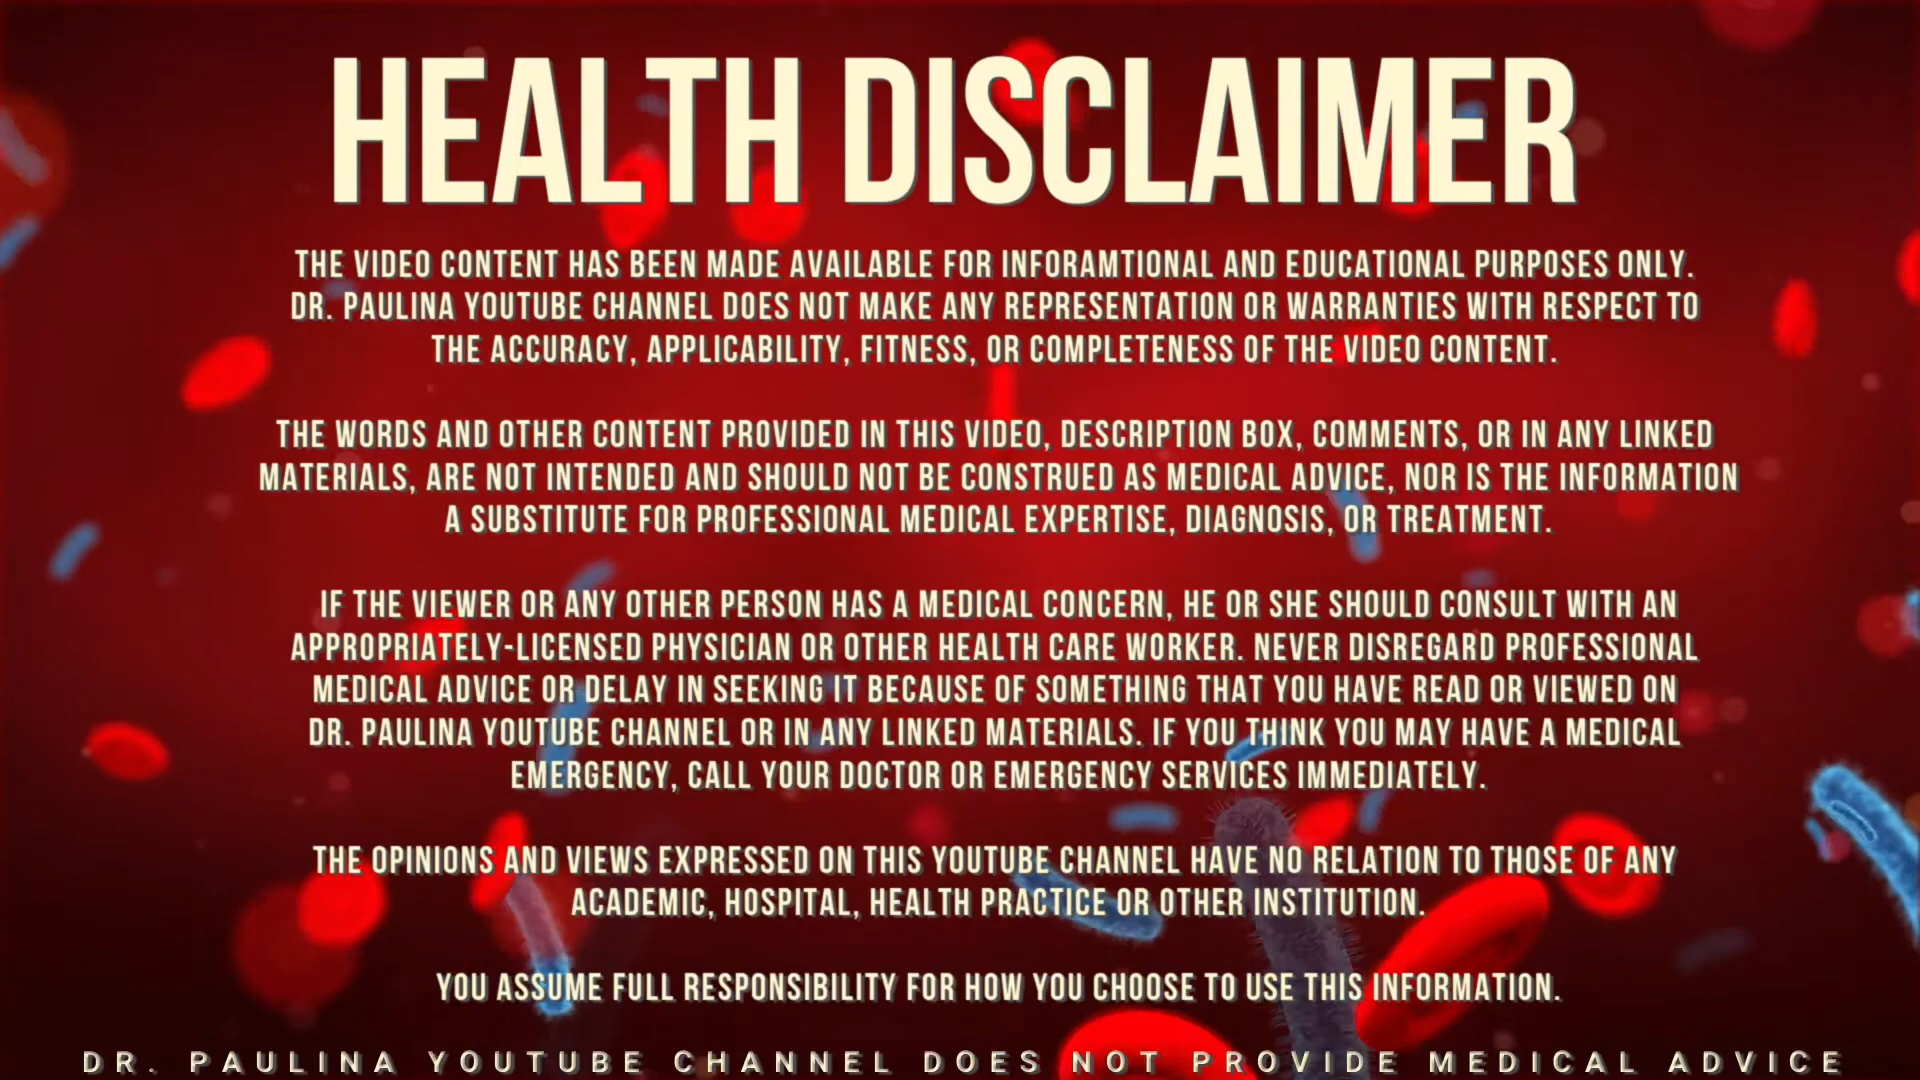 HEALTH DISCLAIMER
THE VIDEO CONTENT HAS BEEN MADE AVAILABLE FOR INFORAMTIONAL AND EDUCATIONAL PURPOSES ONLY.
DR. PAULINA YOUTUBE CHANNEL DOES NOT MAKE ANY REPRESENTATION OR WARRANTIES WITH RESPECT TO
THE ACCURACY, APPLICABILITY, FITNESS, OR COMPLETENESS OF THE VIDEO CONTENT.
THE WORDS AND OTHER CONTENT PROVIDED IN THIS VIDEO, DESCRIPTION BOX, COMMENTS, OR IN ANY LINKED
MATERIALS, ARE NOT INTENDED AND SHOULD NOT BE CONSTRUED AS MEDICAL ADVICE, NOR IS THE INFORMATION
A SUBSTITUTE FOR PROFESSIONAL MEDICAL EXPERTISE, DIAGNOSIS, OR TREATMENT.
IF THE VIEWER OR ANY OTHER PERSON HAS A MEDICAL CONCERN, HE OR SHE SHOULD CONSULT WITH AN
APPROPRIATELY-LICENSED PHYSICIAN OR OTHER HEALTH CARE WORKER. NEVER DISREGARD PROFESSIONAL
MEDICAL ADVICE OR DELAY IN SEEKING IT BECAUSE OF SOMETHING THAT YOU HAVE READ OR VIEWED ON
DR. PAULINA YOUTUBE CHANNEL OR IN ANY LINKED MATERIALS. IF YOU THINK YOU MAY HAVE A MEDICAL
EMERGENCY, CALL YOUR DOCTOR OR EMERGENCY SERVICES IMMEDIATELY.
THE OPINIONS AND VIEWS EXPRESSED ON THIS YOUTUBE CHANNEL HAVE NO RELATION TO THOSE OF ANY
ACADEMIC, HOSPITAL, HEALTH PRACTICE OR OTHER INSTITUTION.
YOU ASSUME FULL RESPONSIBILITY FOR HOW YOU CHOOSE TO USE THIS INFORMATION.
DR. PAULINA YOUTUBE CHANNEL DOES NOT PROVIDE MEDICAL ADVICE